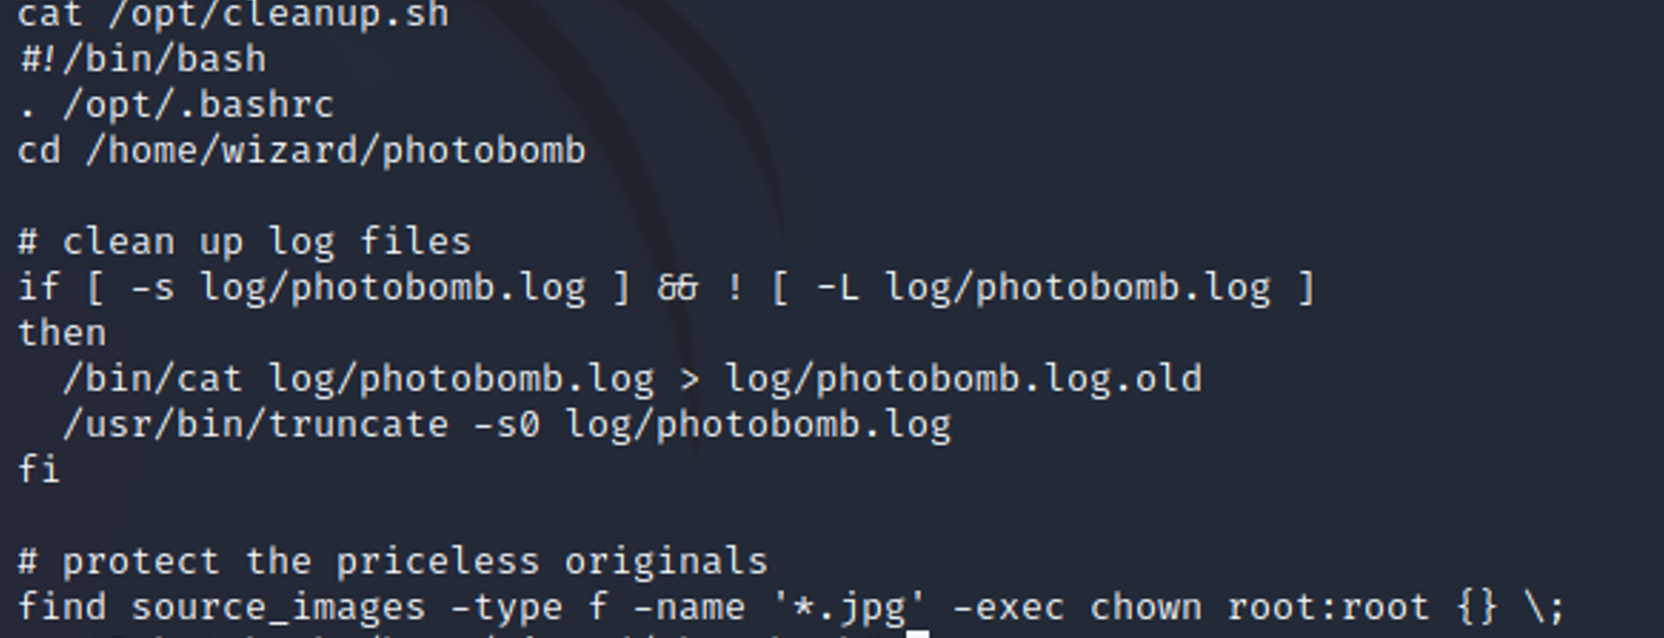 cat /opt/cleanup.sh
#!/bin/bash
. /opt/.bashrc
cd /home/wizard/photobomb

# clean up log files
if [ -s log/photobomb.log ] && ! [ -L log/photobomb.log ]
then
  /bin/cat log/photobomb.log > log/photobomb.log.old
  /usr/bin/truncate -s0 log/photobomb.log
fi

# protect the priceless originals
find source_images -type f -name '*.jpg' -exec chown root:root {} \;